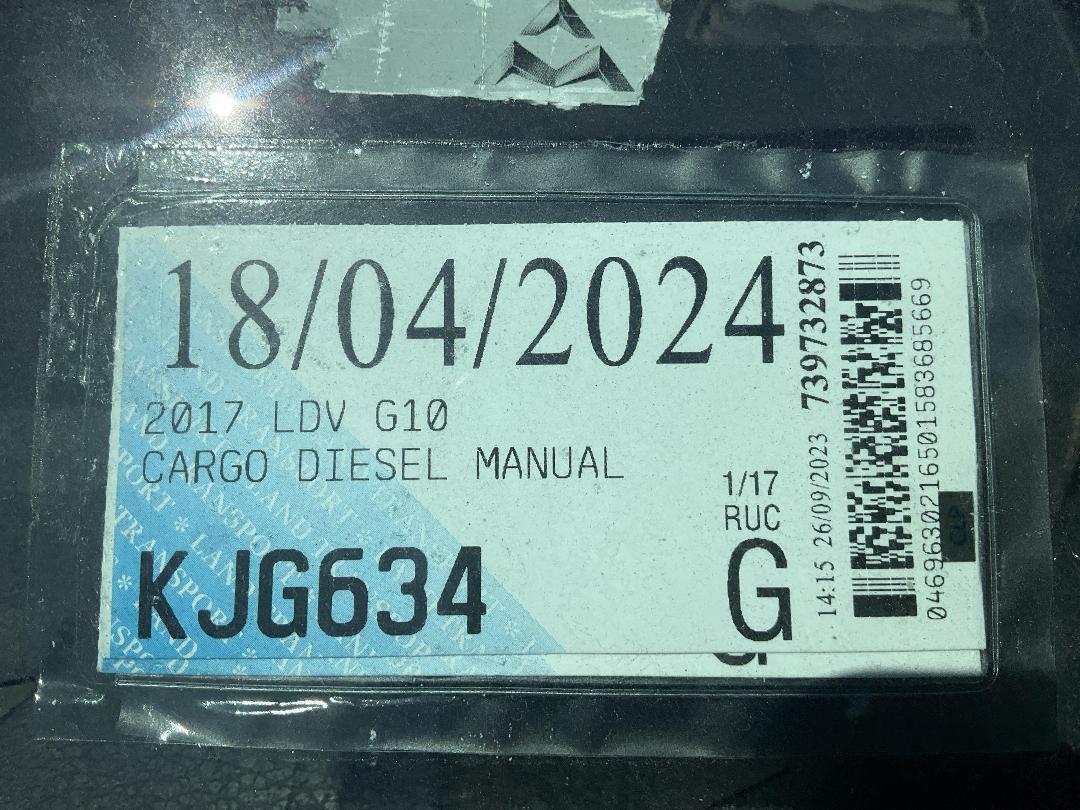 18/04/2024
2017 LDV G10
CARGO DIESEL MANUAL
1/17
RUC
KJG634
G
14:15 26/09/2023 739732873
0469630216501583685669
CLP